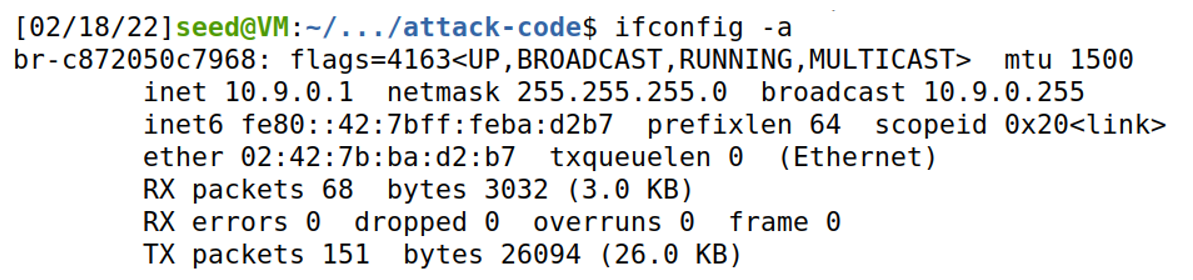 [02/18/22]seed@VM:~/.../attack-code$ ifconfig -a
br-c872050c7968: flags=4163<UP,BROADCAST,RUNNING,MULTICAST>  mtu 1500
        inet 10.9.0.1  netmask 255.255.255.0  broadcast 10.9.0.255
        inet6 fe80::42:7bff:feba:d2b7  prefixlen 64  scopeid 0x20<link>
        ether 02:42:7b:ba:d2:b7  txqueuelen 0  (Ethernet)
        RX packets 68  bytes 3032 (3.0 KB)
        RX errors 0  dropped 0  overruns 0  frame 0
        TX packets 151  bytes 26094 (26.0 KB)